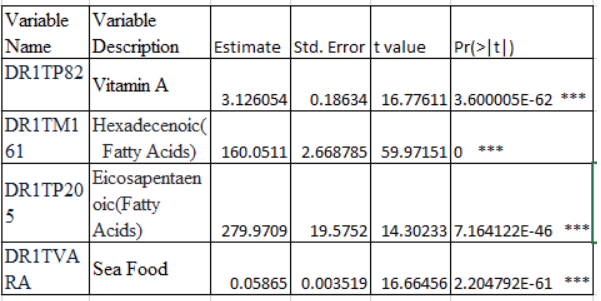 Variable Name Variable Description Estimate Std. Error t value Pr(>|t|)
DR1TP82 Vitamin A 3.126054 0.18634 16.77611 3.600005E-62 ***
DR1TM161 Hexadecenoic(Fatty Acids) 160.0511 2.668785 59.97151 0 ***
DR1TP205 Eicosapentaenoic(Fatty Acids) 279.9709 19.5752 14.30233 7.164122E-46 ***
DR1TVARA Sea Food 0.05865 0.003519 16.66456 2.204792E-61 ***